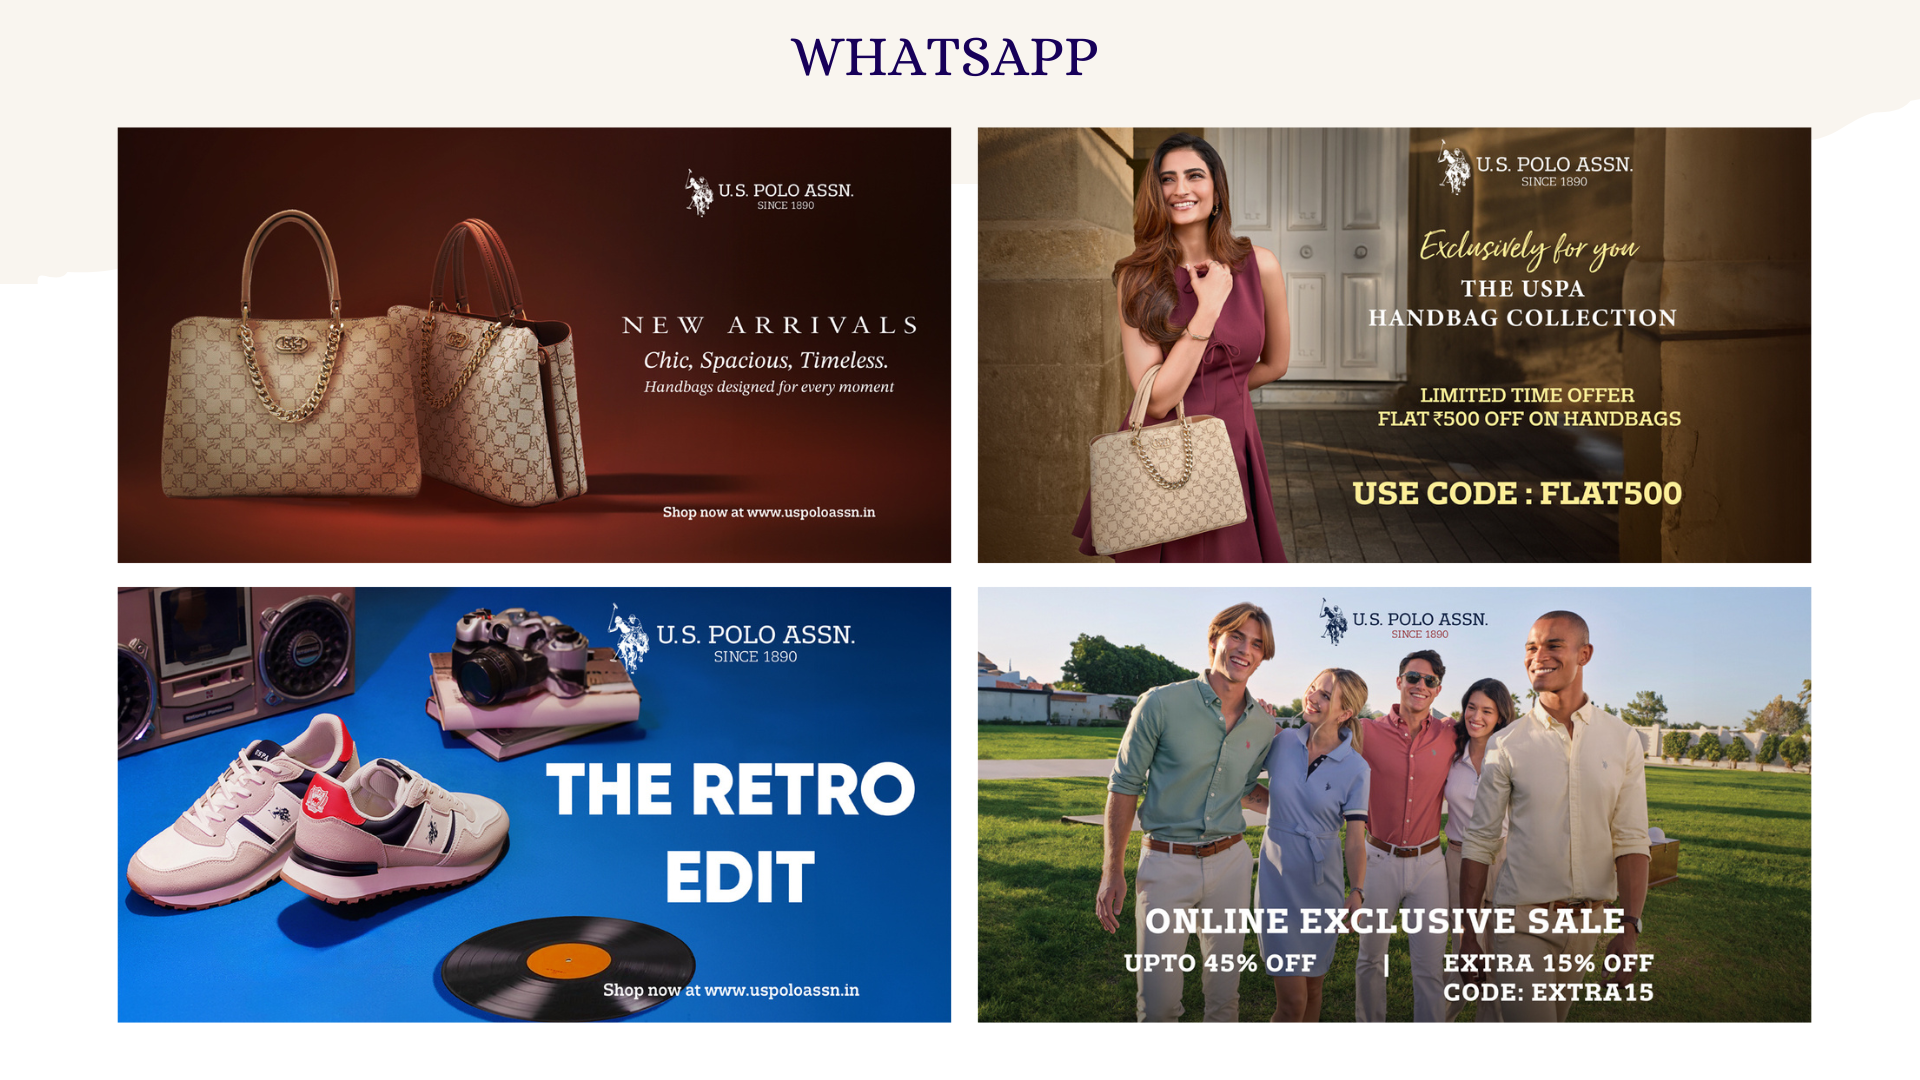 WHATSAPP
U.S. POLO ASSN.
SINCE 1890
NEW ARRIVALS
Chic, Spacious, Timeless.
Handbags designed for every moment
Shop now at www.uspoloassn.in
U.S. POLO ASSN.
SINCE 1890
Exclusively for you
THE USPA
HANDBAG COLLECTION
LIMITED TIME OFFER
FLAT ₹500 OFF ON HANDBAGS
USE CODE : FLAT500
U.S. POLO ASSN.
SINCE 1890
USPA
THE RETRO
EDIT
Shop now at www.uspoloassn.in
U.S. POLO ASSN.
SINCE 1890
ONLINE EXCLUSIVE SALE
UPTO 45% OFF | EXTRA 15% OFF
CODE: EXTRA15